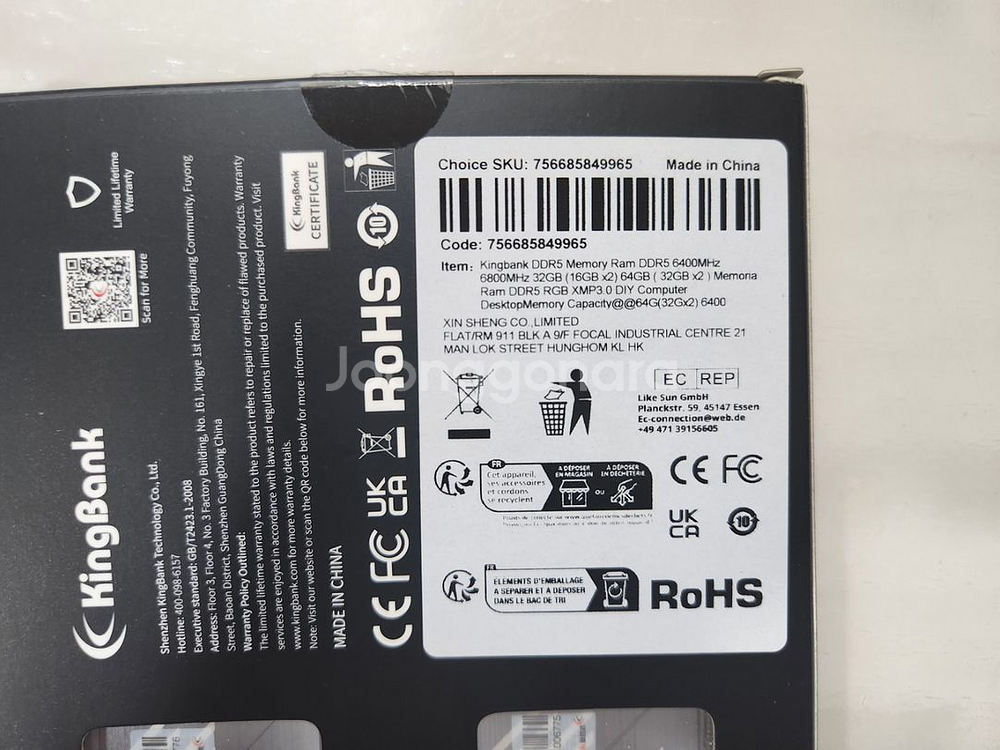 Choice SKU: 756685849965 Made in China
Code: 756685849965
Item: Kingbank DDR5 Memory Ram DDR5 6400MHz
6800MHz 32GB (16GB x2) 64GB ( 32GB x2 ) Memoria
Ram DDR5 RGB XMP3.0 DIY Computer
DesktopMemory Capacity@@64G(32Gx2) 6400
XIN SHENG CO.,LIMITED
FLAT/RM 911 BLK A 9/F FOCAL INDUSTRIAL CENTRE 21
MAN LOK STREET HUNGHOM KL HK
EC REP
Like Sun GmbH
Planckstr. 59, 45147 Essen
Ec-connection@web.de
+49 471 39156605
FR
Cet appareil,
ses accessoires
et cordons
se recyclent
À DÉPOSER
EN MAGASIN
OU
À DÉPOSER
EN DÉCHÈTERIE
CE FC
UK
CA
10
FR
ÉLÉMENTS D'EMBALLAGE
À SÉPARER ET À DÉPOSER
DANS LE BAC DE TRI
RoHS
Limited Lifetime
Warranty
Scan for More
KingBank
Shenzhen KingBank Technology Co., Ltd.
Hotline: 400-098-6157
Executive standard: GB/T2423.1-2008
Address: Floor 3, Floor 4, No. 3 Factory Building, No. 161, Xingye 1st Road, Fenghuang Community, Fuyong
Street, Baoan District, Shenzhen GuangDong China
Warranty Policy Outlined:
The limited lifetime warranty stated to the product refers to repair or replace of flawed products. Warranty
services are enjoyed in accordance with laws and regulations limited to the purchased product. Visit
www.kingbank.com for more warranty details.
Note: Visit our website or scan the QR code below for more information.
MADE IN CHINA
KingBank
CERTIFICATE
CE FC UK
CA
RoHS
10
Joonggonara